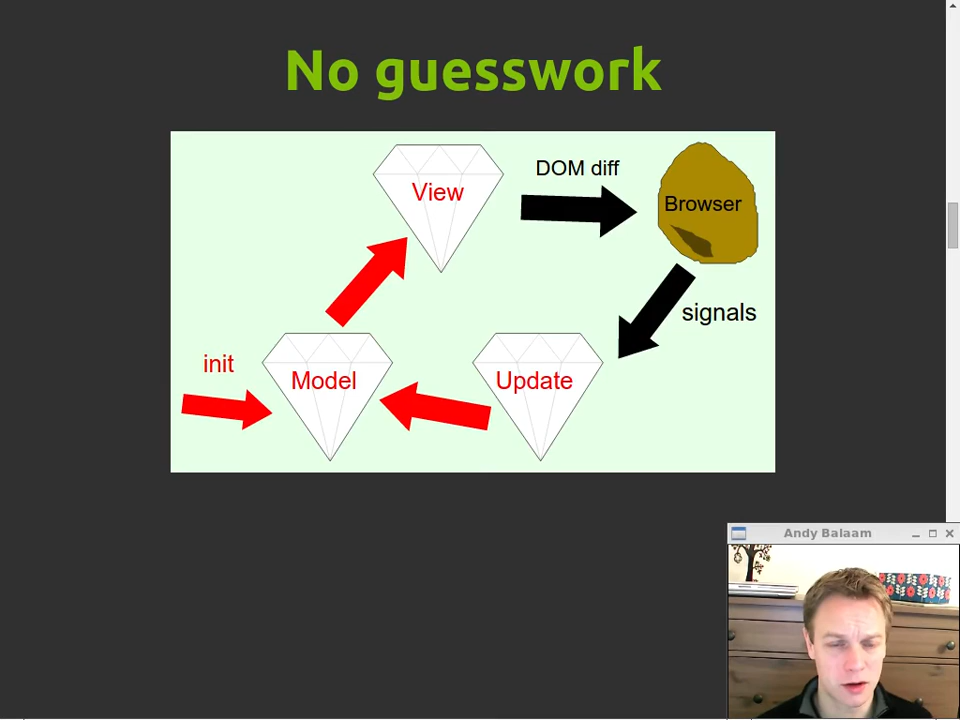 No guesswork
View
DOM diff
Browser
signals
init
Model
Update
Andy Balaam